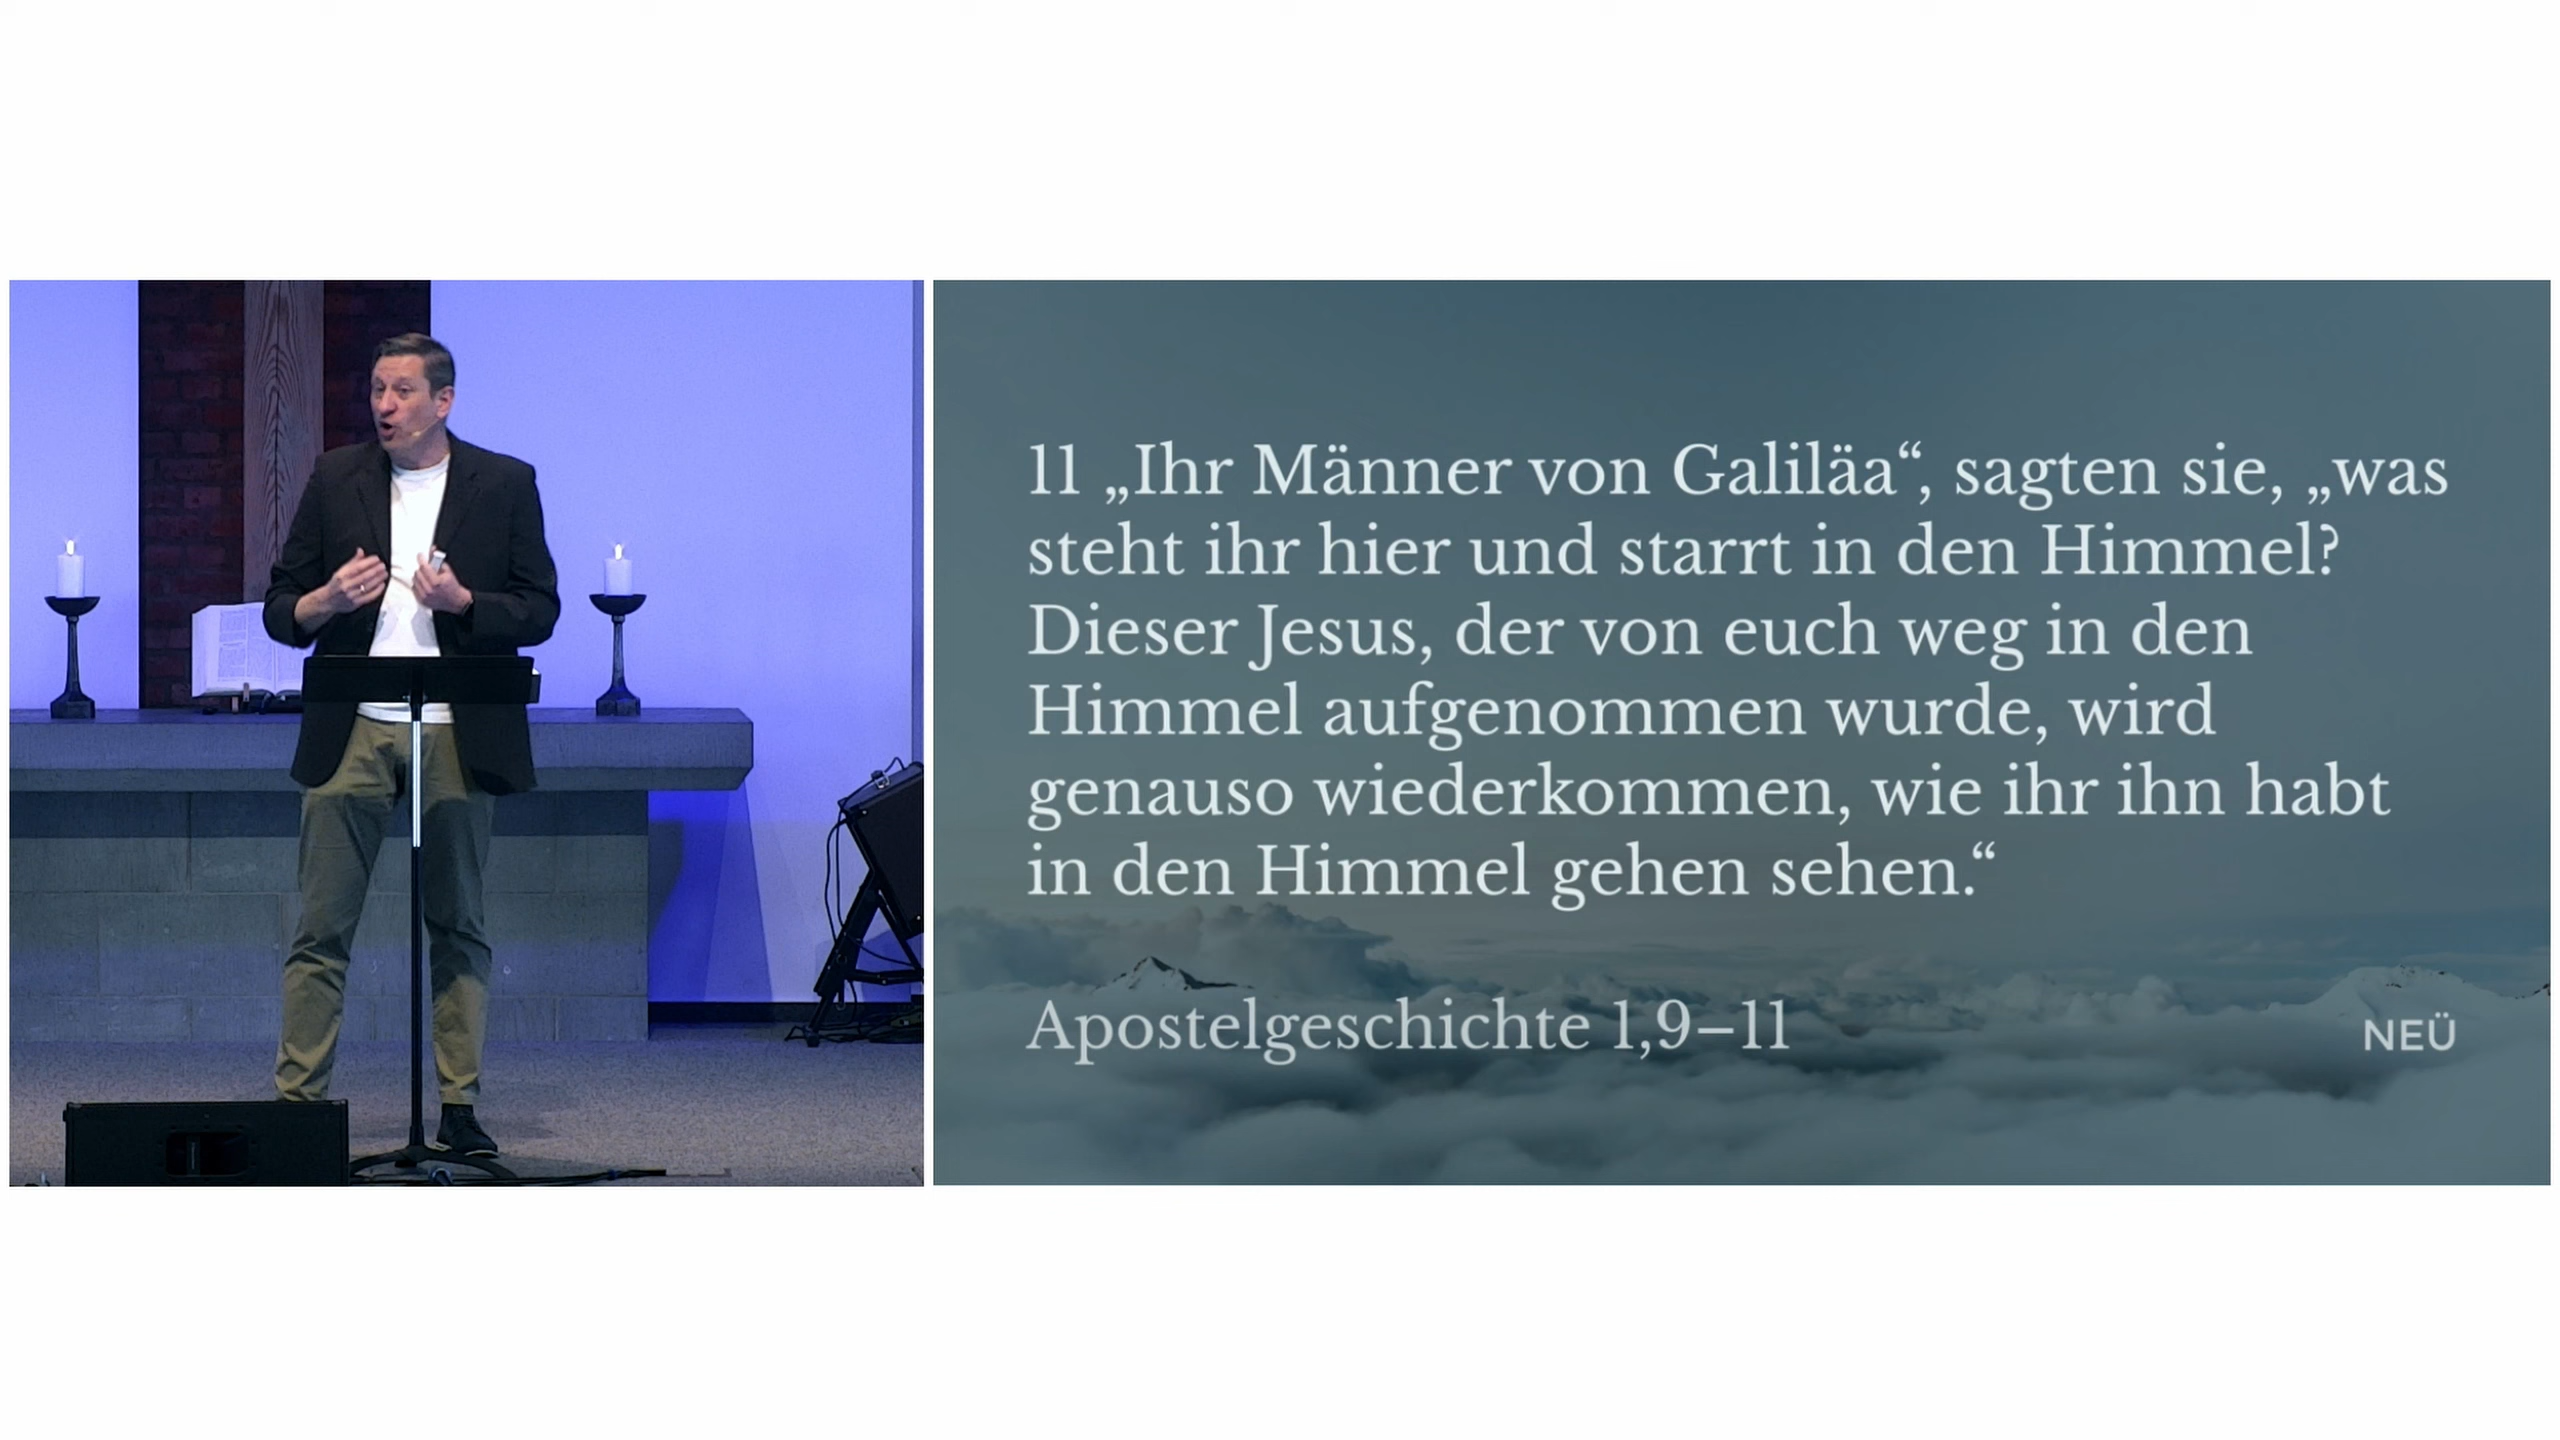 11 „Ihr Männer von Galiläa“, sagten sie, „was
steht ihr hier und starrt in den Himmel?
Dieser Jesus, der von euch weg in den
Himmel aufgenommen wurde, wird
genauso wiederkommen, wie ihr ihn habt
in den Himmel gehen sehen.“
Apostelgeschichte 1,9–11
NEÜ